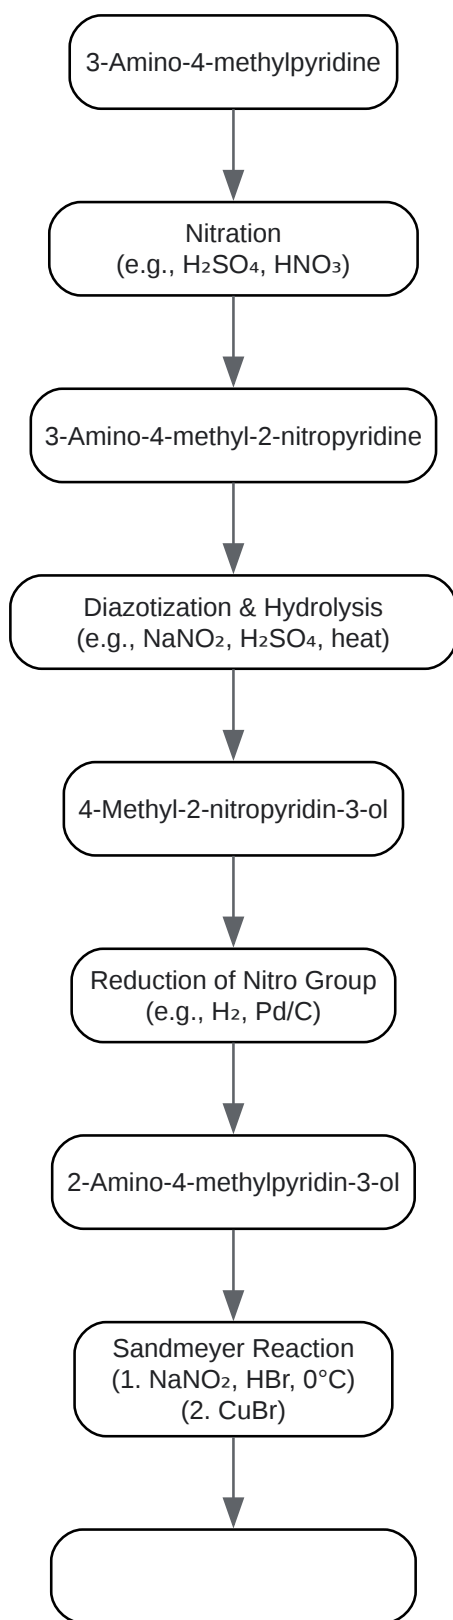 3-Amino-4-methylpyridine
Nitration
(e.g., H₂SO₄, HNO₃)
3-Amino-4-methyl-2-nitropyridine
Diazotization & Hydrolysis
(e.g., NaNO₂, H₂SO₄, heat)
4-Methyl-2-nitropyridin-3-ol
Reduction of Nitro Group
(e.g., H₂, Pd/C)
2-Amino-4-methylpyridin-3-ol
Sandmeyer Reaction
(1. NaNO₂, HBr, 0°C)
(2. CuBr)